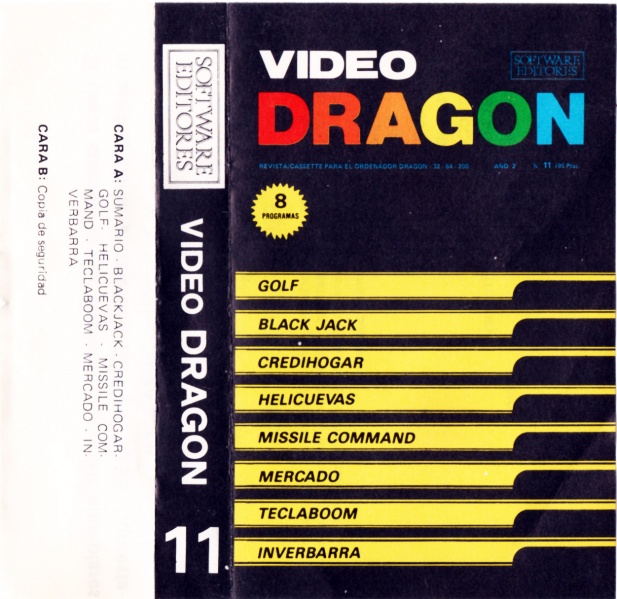 CARA A: SUMARIO · BLACKJACK · CREDIHOGAR·
GOLF· HELICUEVAS · MISSILE COM-
MAND · TECLABOOM · MERCADO · IN-
VERBARRA
CARA B: Copia de seguridad
SOFTWARE
EDITORES
VIDEO DRAGON
11
VIDEO
SOFTWARE
EDITORES
DRAGON
REVISTA/CASSETTE PARA EL ORDENADOR DRAGON - 32 - 64 - 200 AÑO 2 N. 11
8
PROGRAMAS
GOLF
BLACK JACK
CREDIHOGAR
HELICUEVAS
MISSILE COMMAND
MERCADO
TECLABOOM
INVERBARRA